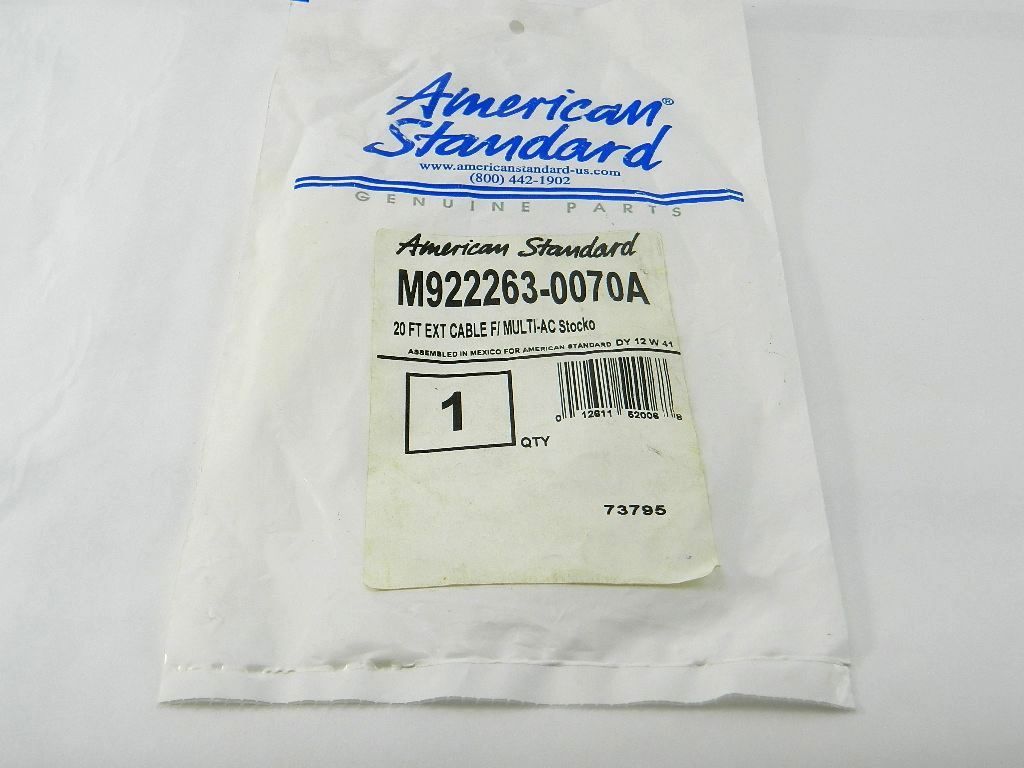 American®
Standard
www.americanstandard-us.com
(800) 442-1902
GENUINE PARTS
American Standard
M922263-0070A
20 FT EXT CABLE F/ MULTI-AC Stocko
ASSEMBLED IN MEXICO FOR AMERICAN STANDARD DY 12 W 41
1
QTY
0 12611 52006 8
73795